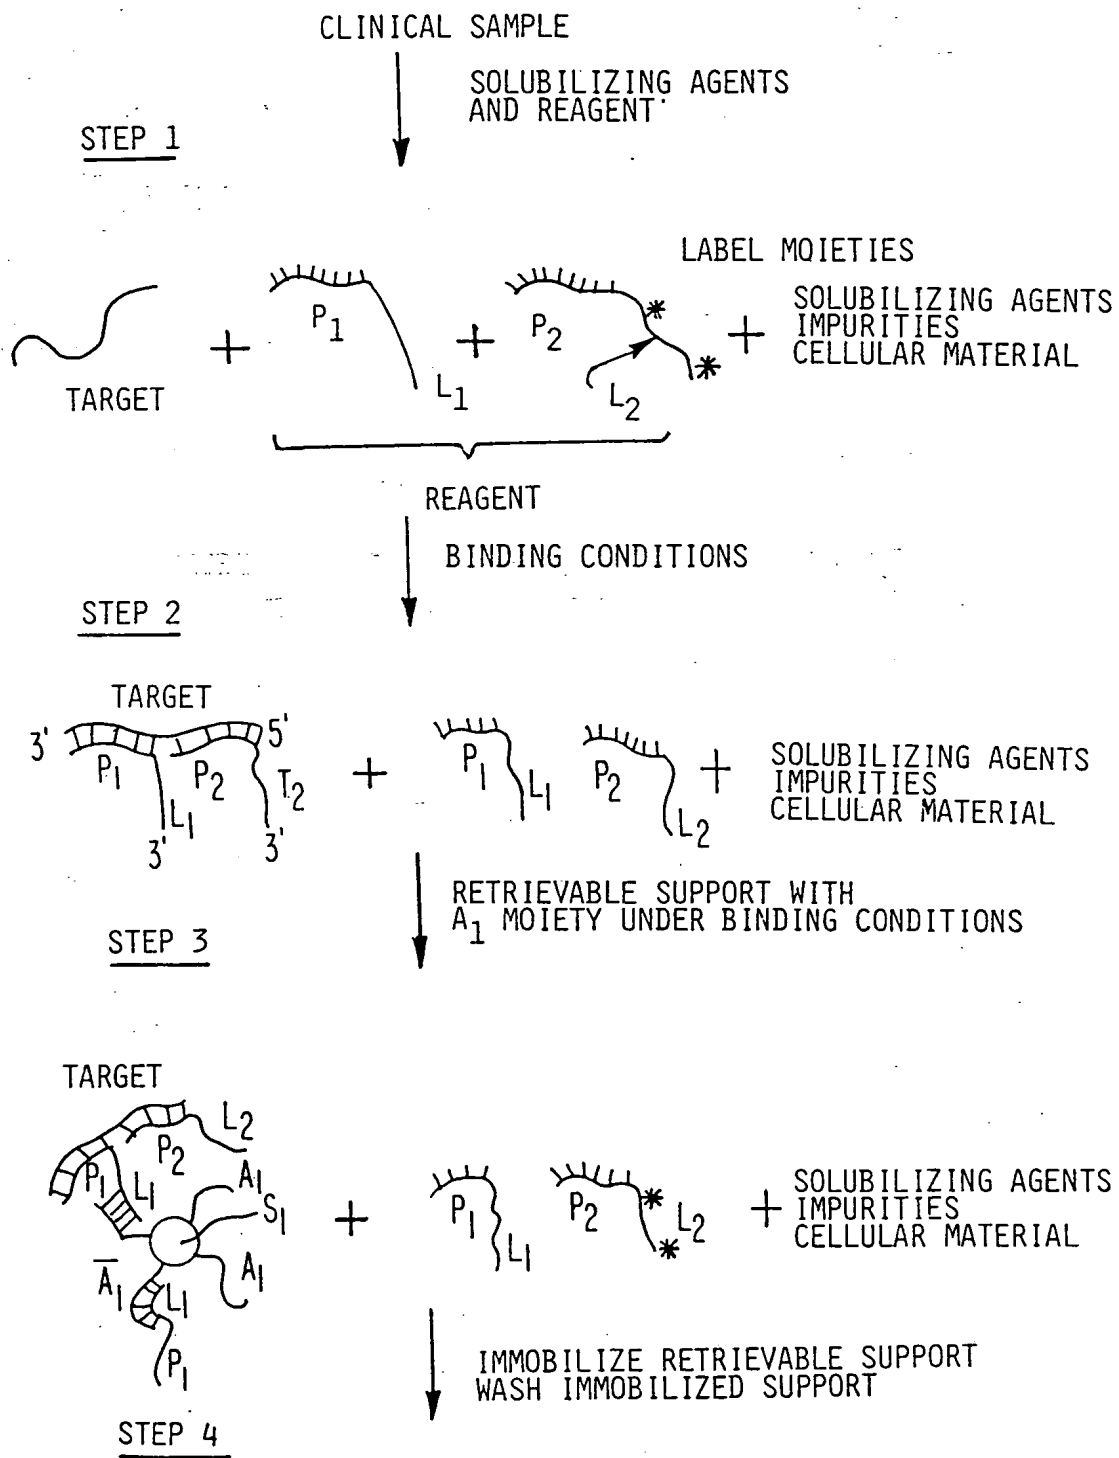 CLINICAL SAMPLE
SOLUBILIZING AGENTS
AND REAGENT
STEP 1
LABEL MOIETIES
P1
P2
* 
SOLUBILIZING AGENTS
IMPURITIES
CELLULAR MATERIAL
+
+
+
TARGET
L1
L2
*
REAGENT
BINDING CONDITIONS
STEP 2
TARGET
3'
5'
P1
P2
T2
L1
3'
3'
+
P1
L1
P2
L2
+
SOLUBILIZING AGENTS
IMPURITIES
CELLULAR MATERIAL
RETRIEVABLE SUPPORT WITH
A1 MOIETY UNDER BINDING CONDITIONS
STEP 3
TARGET
L2
P2
P1
L1
A1
S1
A̅1
L1
A1
P1
+
P1
L1
P2
*
L2
*
+
SOLUBILIZING AGENTS
IMPURITIES
CELLULAR MATERIAL
IMMOBILIZE RETRIEVABLE SUPPORT
WASH IMMOBILIZED SUPPORT
STEP 4